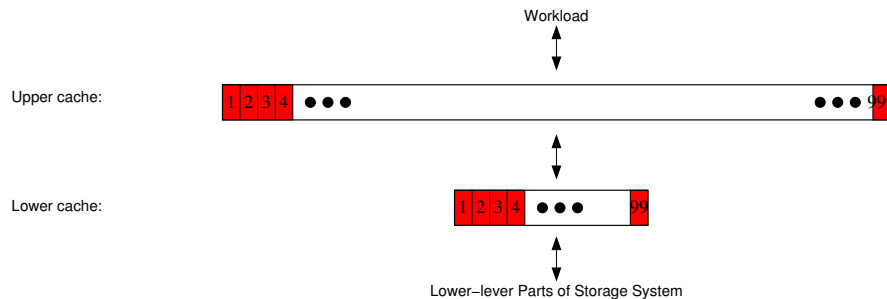 Workload
Upper cache:
1 2 3 4 ●●● ●●● 99
Lower cache:
1 2 3 4 ●●● 99
Lower−lever Parts of Storage System